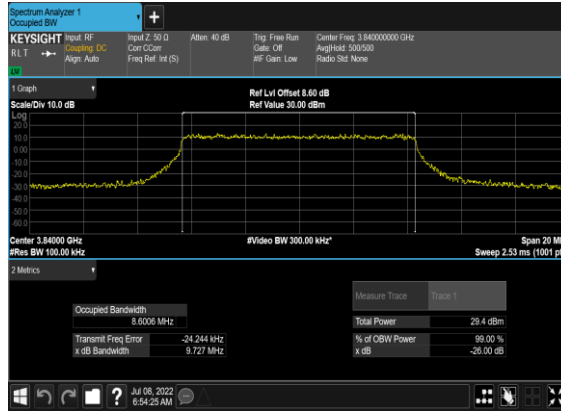 Spectrum Analyzer 1
Occupied BW
KEYSIGHT Input: RF Input Z: 50 Ω Atten: 40 dB Trig: Free Run Center Freq: 3.840000000 GHz
RLT Coupling: DC Corr CCorr Gate: Off Avg|Hold: 500/500
Align: Auto Freq Ref: Int (S) #IF Gain: Low Radio Std: None
LW
1 Graph
Ref Lvl Offset 8.60 dB
Scale/Div 10.0 dB Ref Value 30.00 dBm
Log
20.0
10.0
0.00
-10.0
-20.0
-30.0
-40.0
-50.0
-60.0
Center 3.84000 GHz #Video BW 300.00 kHz* Span 20 M
#Res BW 100.00 kHz Sweep 2.53 ms (1001 p
2 Metrics
Measure Trace Trace 1
Occupied Bandwidth
8.6006 MHz Total Power 29.4 dBm
Transmit Freq Error -24.244 kHz % of OBW Power 99.00 %
x dB Bandwidth 9.727 MHz x dB -26.00 dB
? Jul 08, 2022
6:54:25 AM